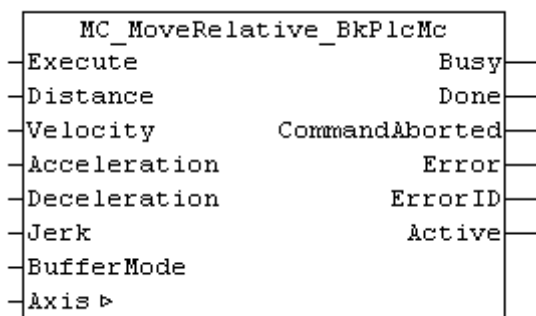 MC_MoveRelative_BkPlcMc
Execute Busy
Distance Done
Velocity CommandAborted
Acceleration Error
Deceleration ErrorID
Jerk Active
BufferMode
Axis ▷